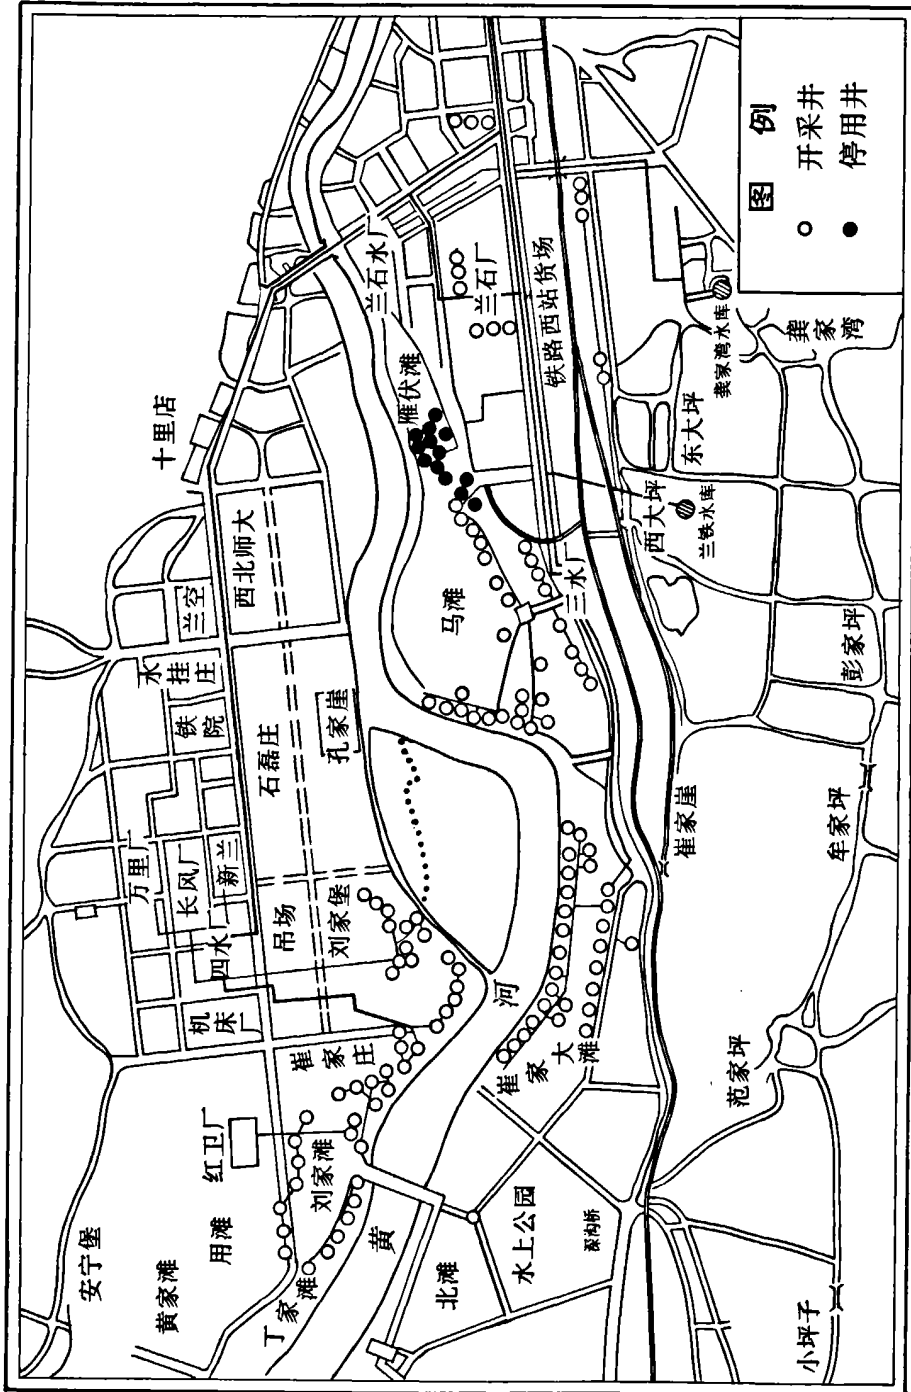 图例
开采井
停用井
十里店
安宁堡
黄家滩
用滩
红卫厂
刘家滩
丁家滩
机床厂
崔家庄
四水厂
万里厂
长风厂
新兰
吊场
刘家堡
石磊庄
孔家崖
铁院
水挂庄
兰空
西北师大
黄
河
北滩
水上公园
深沟桥
崔家大滩
马滩
雁伏滩
兰石水厂
兰石厂
三水厂
铁路西站货场
西大坪
兰铁水库
东大坪
龚家湾水库
龚家湾
彭家坪
崔家崖
牟家坪
范家坪
小坪子